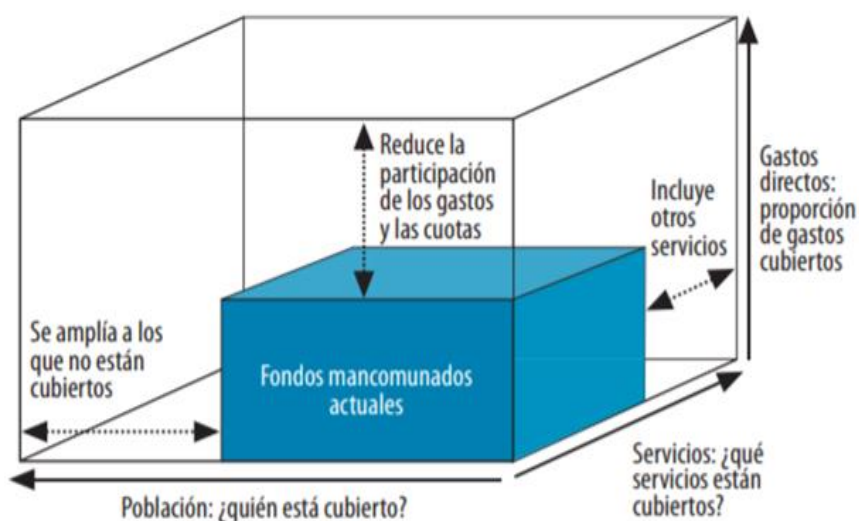 Reduce la
participación
de los gastos
y las cuotas
Incluye
otros
servicios
Gastos
directos:
proporción
de gastos
cubiertos
Se amplía a los
que no están
cubiertos
Fondos mancomunados
actuales
Servicios: ¿qué
servicios están
cubiertos?
Población: ¿quién está cubierto?